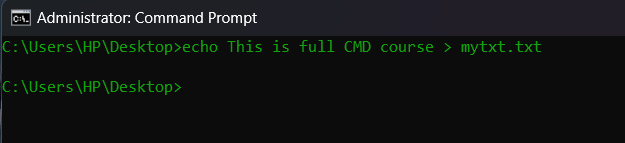 Administrator: Command Prompt
C:\Users\HP\Desktop>echo This is full CMD course > mytxt.txt
C:\Users\HP\Desktop>